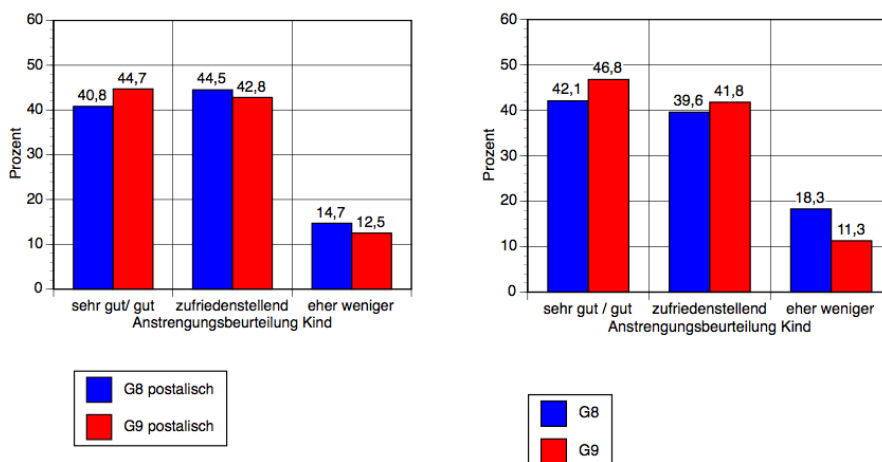 60
50
40
30
20
10
0
Prozent
40,8
44,7
44,5
42,8
14,7
12,5
sehr gut/ gut
zufriedenstellend
eher weniger
Anstrengungsbeurteilung Kind
G8 postalisch
G9 postalisch
60
50
40
30
20
10
0
Prozent
42,1
46,8
39,6
41,8
18,3
11,3
sehr gut / gut
zufriedenstellend
eher weniger
Anstrengungsbeurteilung Kind
G8
G9